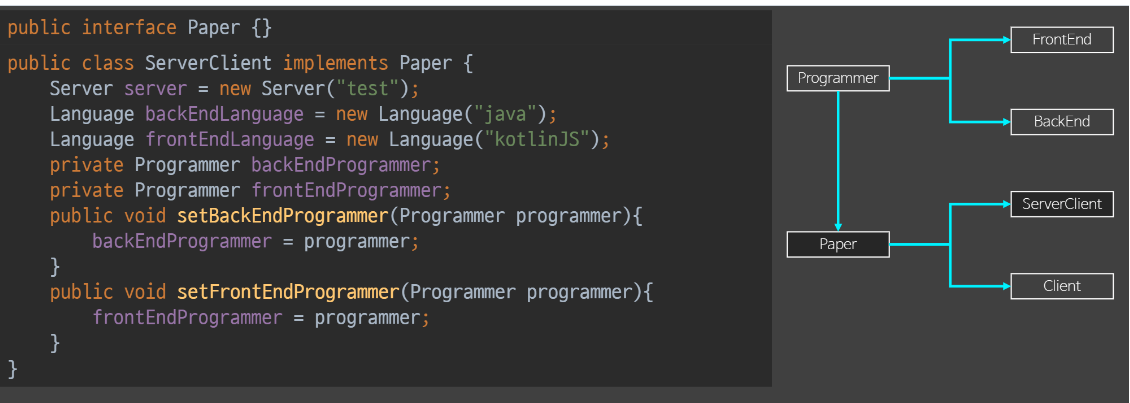 public interface Paper {}
public class ServerClient implements Paper {
    Server server = new Server("test");
    Language backEndLanguage = new Language("java");
    Language frontEndLanguage = new Language("kotlinJS");
    private Programmer backEndProgrammer;
    private Programmer frontEndProgrammer;
    public void setBackEndProgrammer(Programmer programmer){
        backEndProgrammer = programmer;
    }
    public void setFrontEndProgrammer(Programmer programmer){
        frontEndProgrammer = programmer;
    }
}
FrontEnd
Programmer
BackEnd
ServerClient
Paper
Client